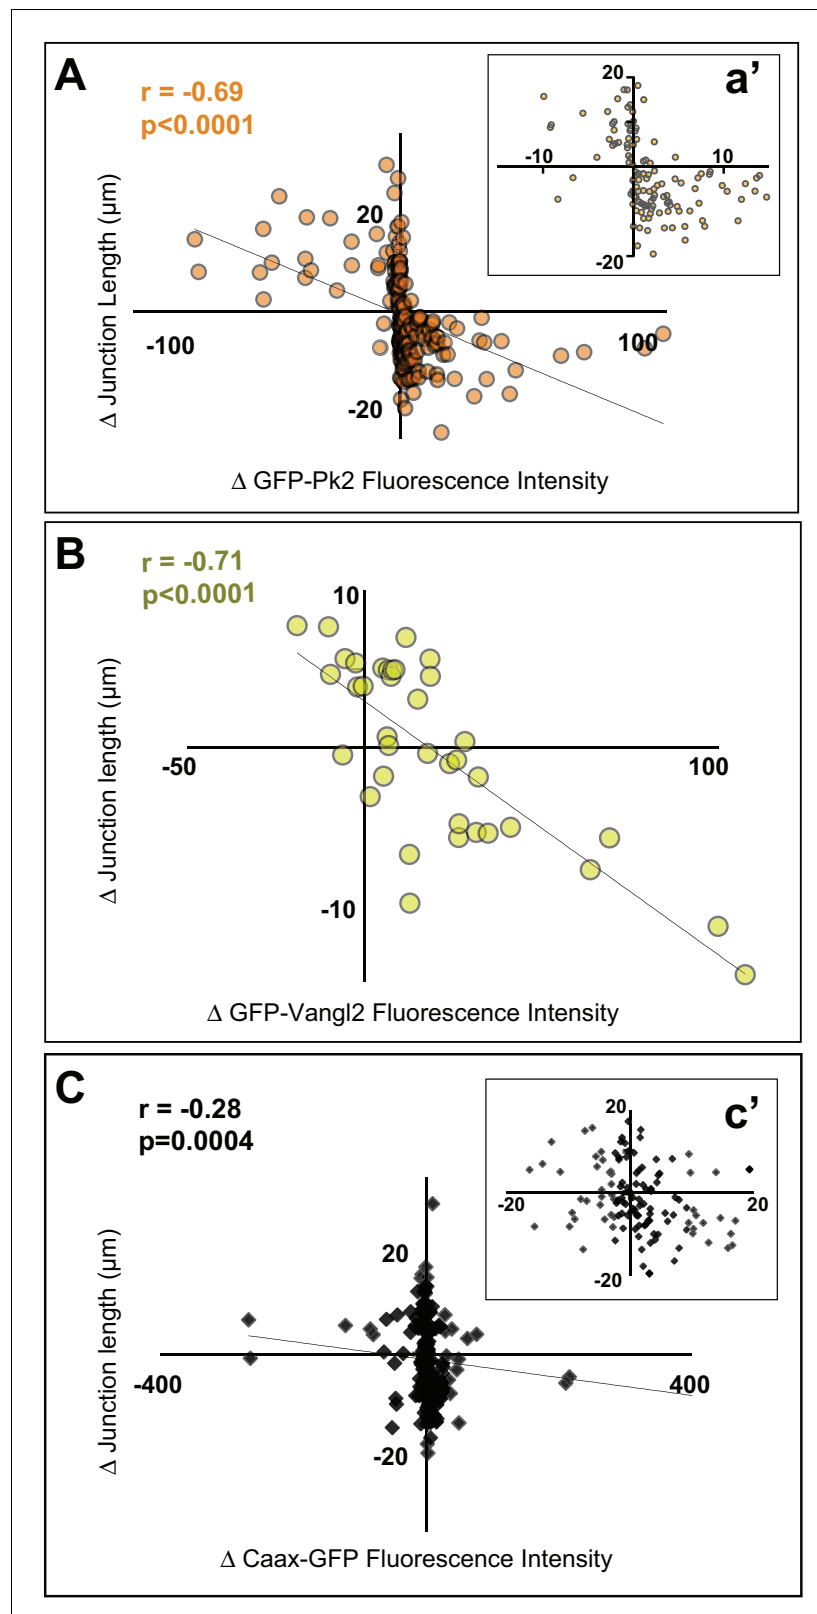 A
r = -0.69
p<0.0001
a’
20
-10
10
-20
Δ Junction Length (µm)
20
-100
100
-20
Δ GFP-Pk2 Fluorescence Intensity
B
r = -0.71
p<0.0001
10
Δ Junction length (µm)
-50
100
-10
Δ GFP-Vangl2 Fluorescence Intensity
C
r = -0.28
p=0.0004
c’
20
-20
20
-20
Δ Junction length (µm)
20
-400
400
-20
Δ Caax-GFP Fluorescence Intensity